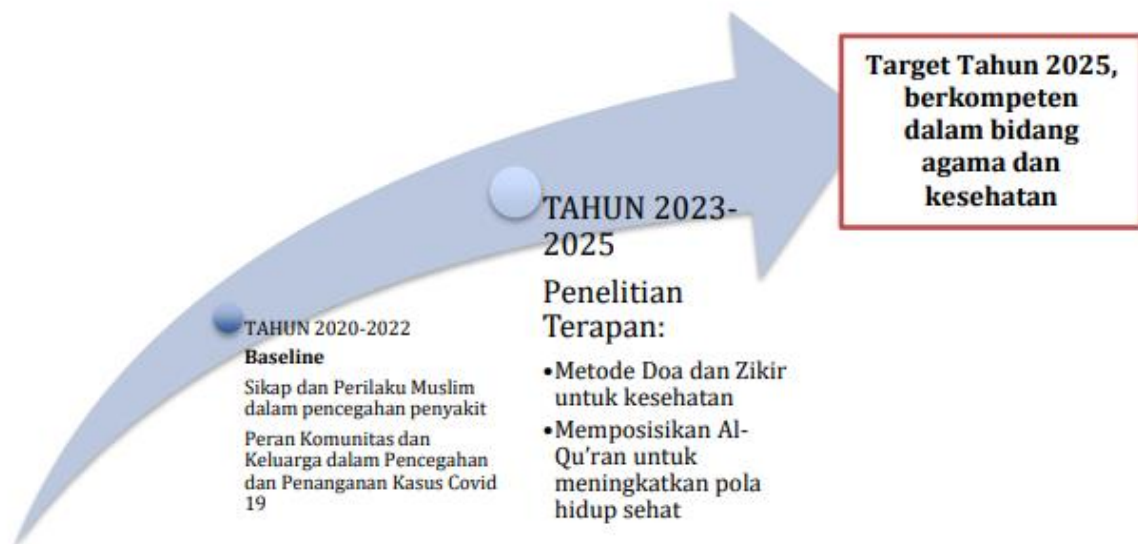 TAHUN 2020-2022
Baseline
Sikap dan Perilaku Muslim
dalam pencegahan penyakit
Peran Komunitas dan
Keluarga dalam Pencegahan
dan Penanganan Kasus Covid
19
TAHUN 2023-
2025
Penelitian
Terapan:
•Metode Doa dan Zikir
untuk kesehatan
•Memposisikan Al-
Qu’ran untuk
meningkatkan pola
hidup sehat
Target Tahun 2025,
berkompeten
dalam bidang
agama dan
kesehatan